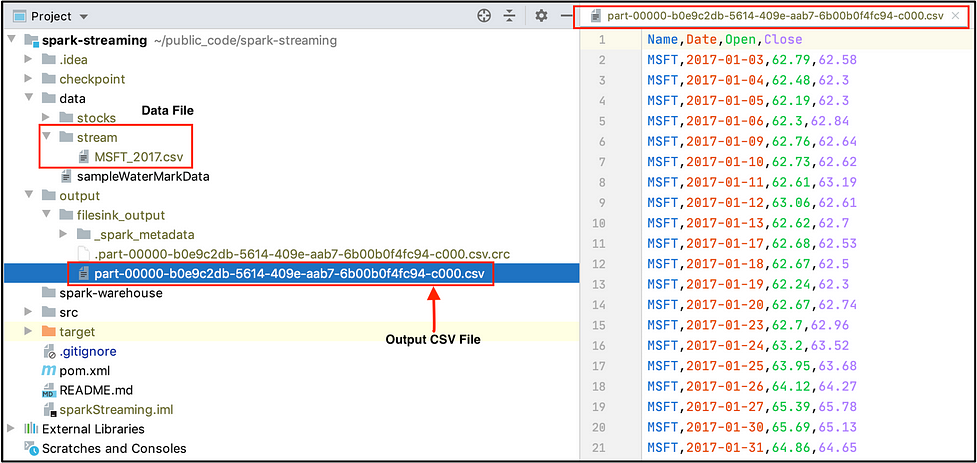 Project
spark-streaming ~/public_code/spark-streaming
.idea
checkpoint
data
Data File
stocks
stream
MSFT_2017.csv
sampleWaterMarkData
output
filesink_output
_spark_metadata
.part-00000-b0e9c2db-5614-409e-aab7-6b00b0f4fc94-c000.csv.crc
part-00000-b0e9c2db-5614-409e-aab7-6b00b0f4fc94-c000.csv
spark-warehouse
src
target
Output CSV File
.gitignore
m pom.xml
MD README.md
sparkStreaming.iml
External Libraries
Scratches and Consoles
part-00000-b0e9c2db-5614-409e-aab7-6b00b0f4fc94-c000.csv
1 Name,Date,Open,Close
2 MSFT,2017-01-03,62.79,62.58
3 MSFT,2017-01-04,62.48,62.3
4 MSFT,2017-01-05,62.19,62.3
5 MSFT,2017-01-06,62.3,62.84
6 MSFT,2017-01-09,62.76,62.64
7 MSFT,2017-01-10,62.73,62.62
8 MSFT,2017-01-11,62.61,63.19
9 MSFT,2017-01-12,63.06,62.61
10 MSFT,2017-01-13,62.62,62.7
11 MSFT,2017-01-17,62.68,62.53
12 MSFT,2017-01-18,62.67,62.5
13 MSFT,2017-01-19,62.24,62.3
14 MSFT,2017-01-20,62.67,62.74
15 MSFT,2017-01-23,62.7,62.96
16 MSFT,2017-01-24,63.2,63.52
17 MSFT,2017-01-25,63.95,63.68
18 MSFT,2017-01-26,64.12,64.27
19 MSFT,2017-01-27,65.39,65.78
20 MSFT,2017-01-30,65.69,65.13
21 MSFT,2017-01-31,64.86,64.65